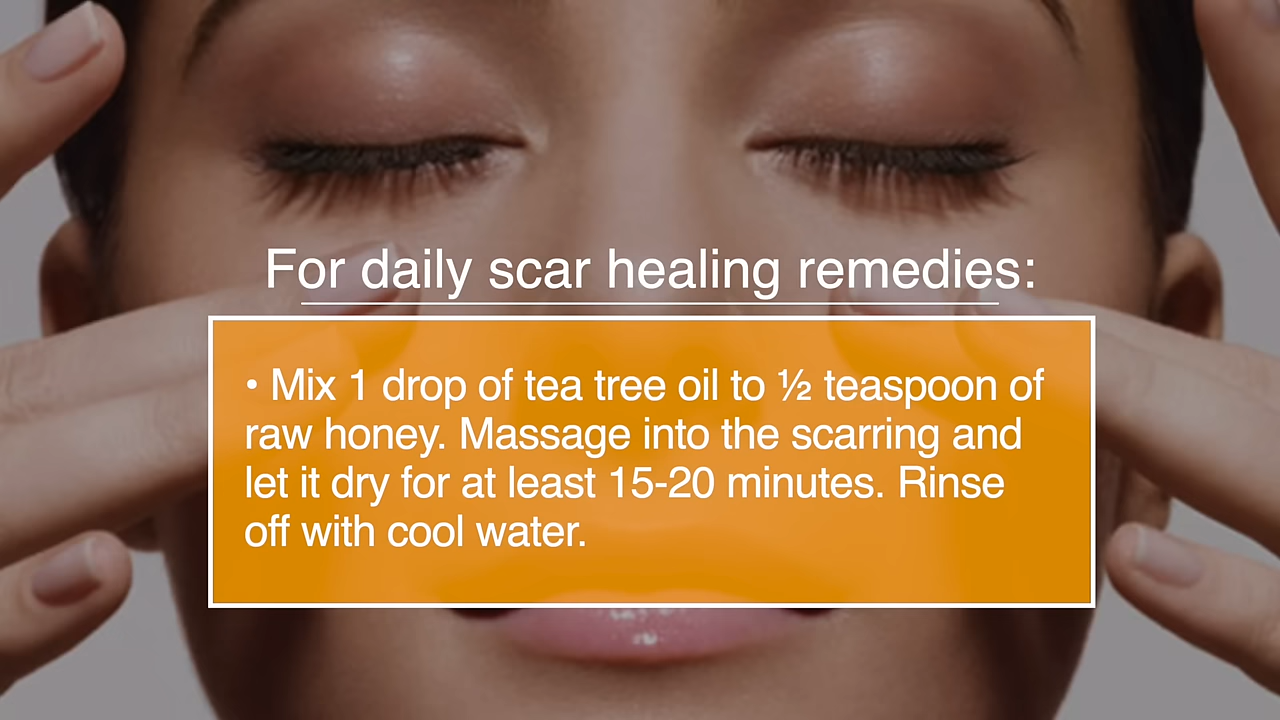 For daily scar healing remedies:
• Mix 1 drop of tea tree oil to ½ teaspoon of
raw honey. Massage into the scarring and
let it dry for at least 15-20 minutes. Rinse
off with cool water.